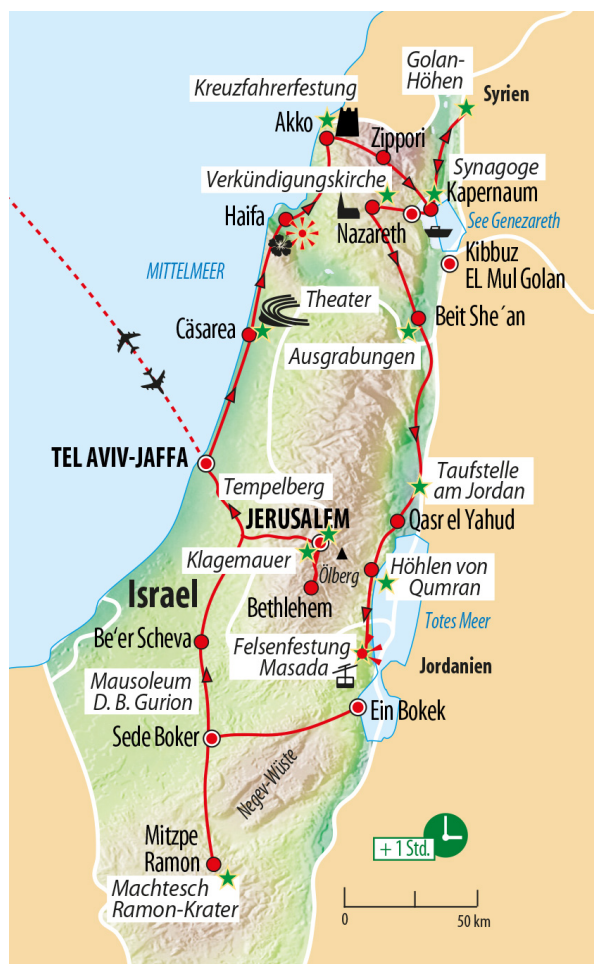 Golan-
Höhen
Syrien
Kreuzfahrerfestung
Akko
Zippori
Verkündigungskirche
Synagoge
Kapernaum
Haifa
Nazareth
See Genezareth
Kibbuz
EL Mul Golan
MITTELMEER
Theater
Beit She´an
Cäsarea
Ausgrabungen
TEL AVIV-JAFFA
Taufstelle
am Jordan
Tempelberg
JERUSALEM
Qasr el Yahud
Klagemauer
Ölberg
Höhlen von
Qumran
Israel
Bethlehem
Totes Meer
Be'er Scheva
Felsenfestung
Masada
Jordanien
Mausoleum
D. B. Gurion
Ein Bokek
Sede Boker
Negev-Wüste
Mitzpe
Ramon
+ 1 Std.
Machtesch
Ramon-Krater
0
50 km